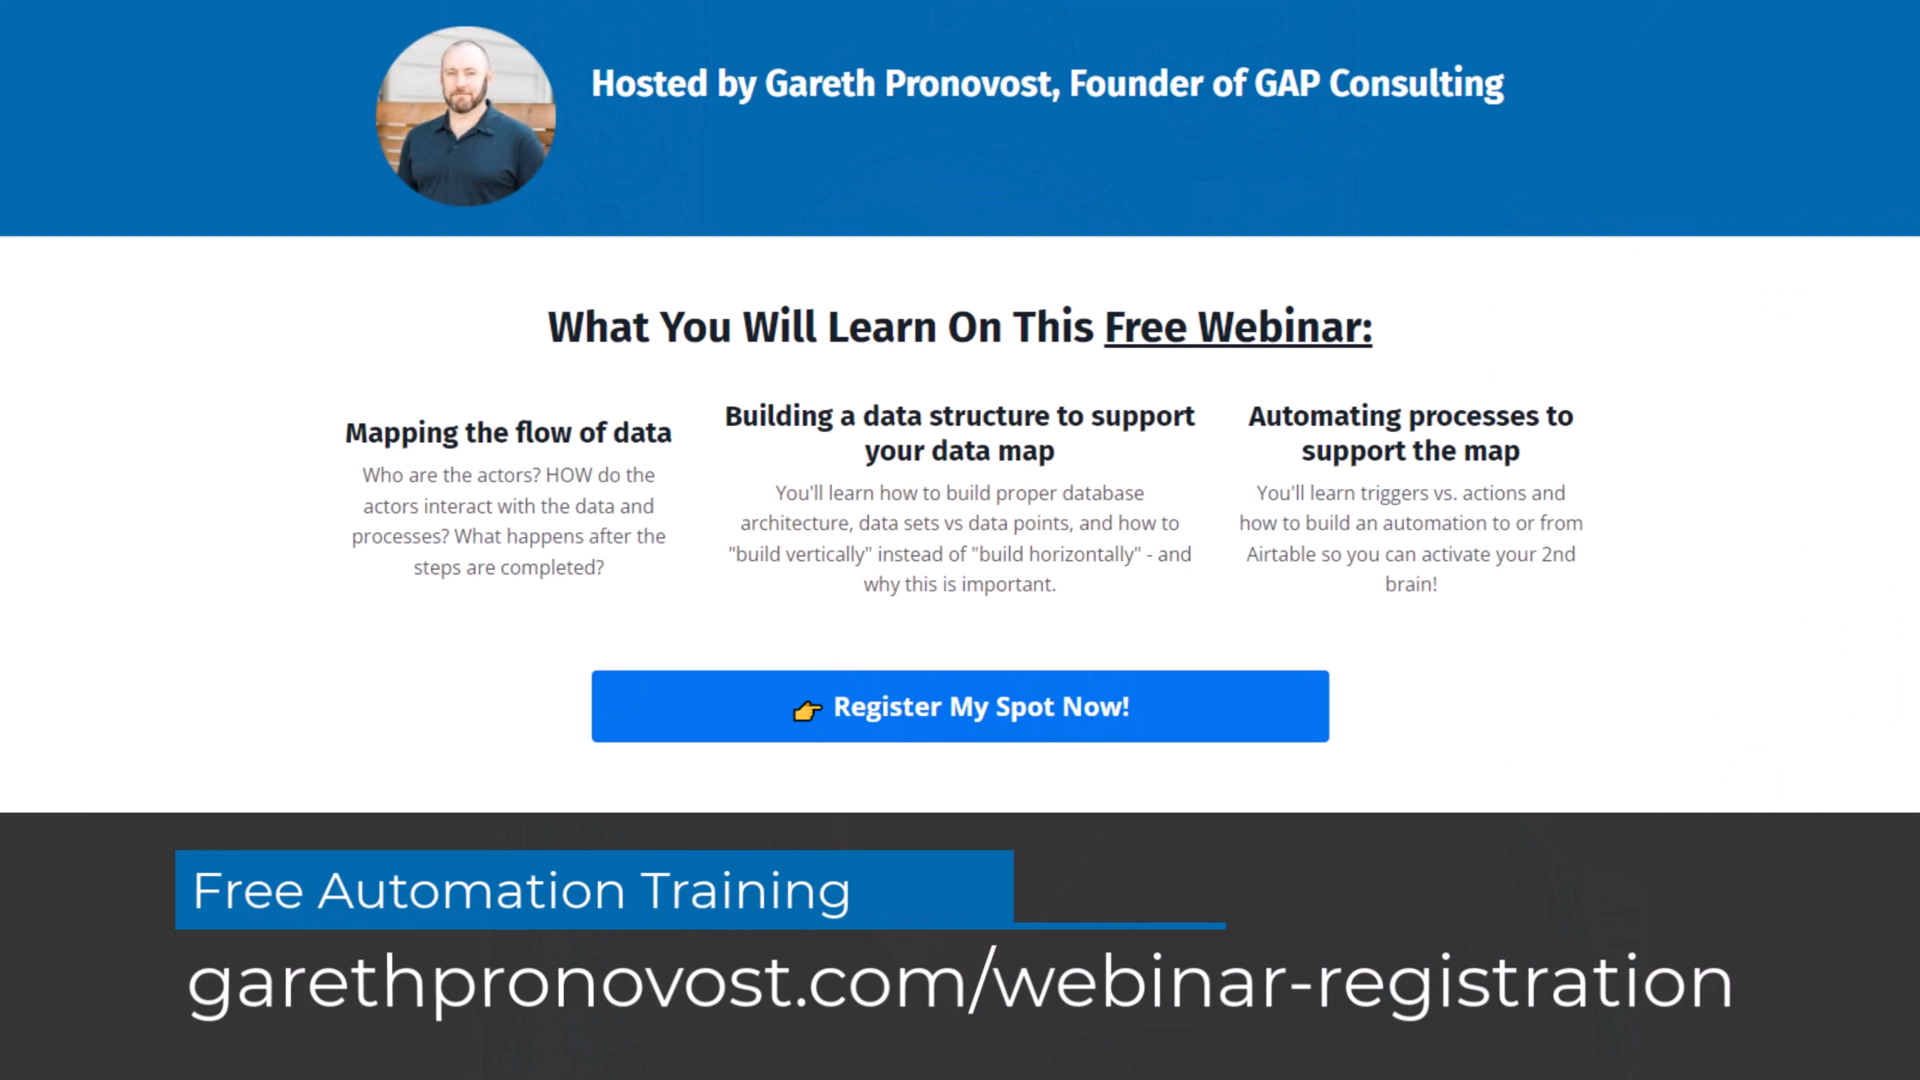 Hosted by Gareth Pronovost, Founder of GAP Consulting
What You Will Learn On This Free Webinar:
Mapping the flow of data
Who are the actors? HOW do the
actors interact with the data and
processes? What happens after the
steps are completed?
Building a data structure to support
your data map
You'll learn how to build proper database
architecture, data sets vs data points, and how to
"build vertically" instead of "build horizontally" - and
why this is important.
Automating processes to
support the map
You'll learn triggers vs. actions and
how to build an automation to or from
Airtable so you can activate your 2nd
brain!
👉 Register My Spot Now!
Free Automation Training
garethpronovost.com/webinar-registration